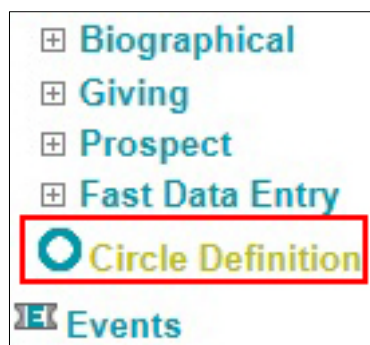 Biographical
Giving
Prospect
Fast Data Entry
Circle Definition
Events